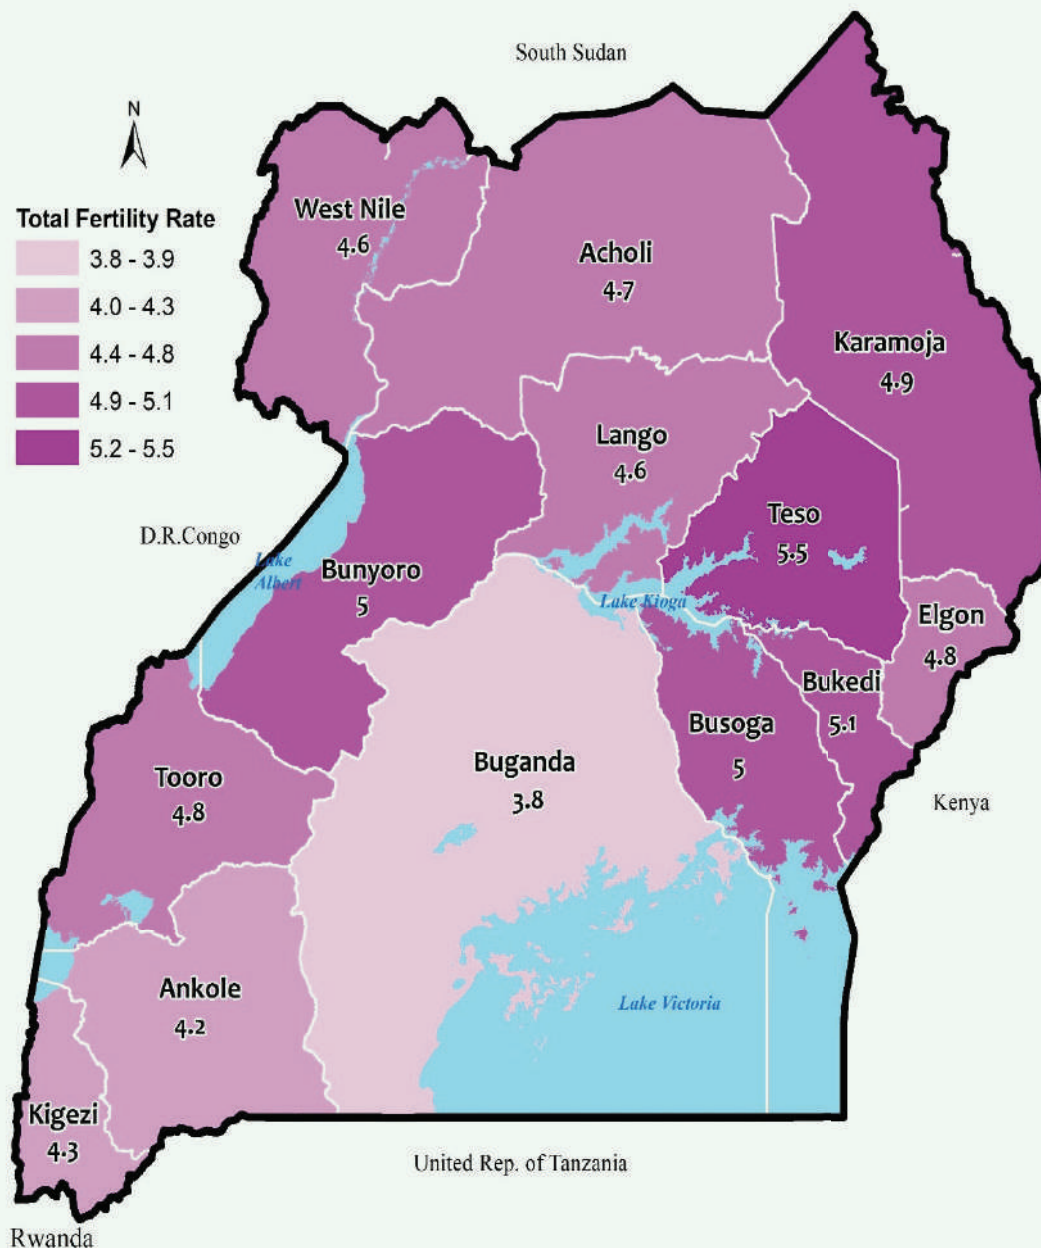 South Sudan
N
Total Fertility Rate
3.8 - 3.9
4.0 - 4.3
4.4 - 4.8
4.9 - 5.1
5.2 - 5.5
West Nile
4.6
Acholi
4.7
Karamoja
4.9
Lango
4.6
Teso
5.5
D.R.Congo
Lake
Albert
Bunyoro
5
Lake Kioga
Elgon
4.8
Bukedi
5.1
Busoga
5
Buganda
3.8
Tooro
4.8
Kenya
Ankole
4.2
Lake Victoria
Kigezi
4.3
United Rep. of Tanzania
Rwanda